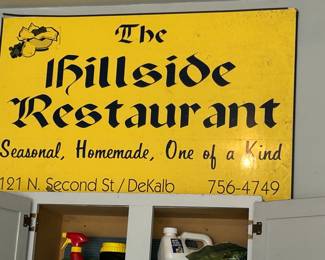 The
Hillside
Restaurant
Seasonal, Homemade, One of a Kind
121 N. Second St / DeKalb 756-4749